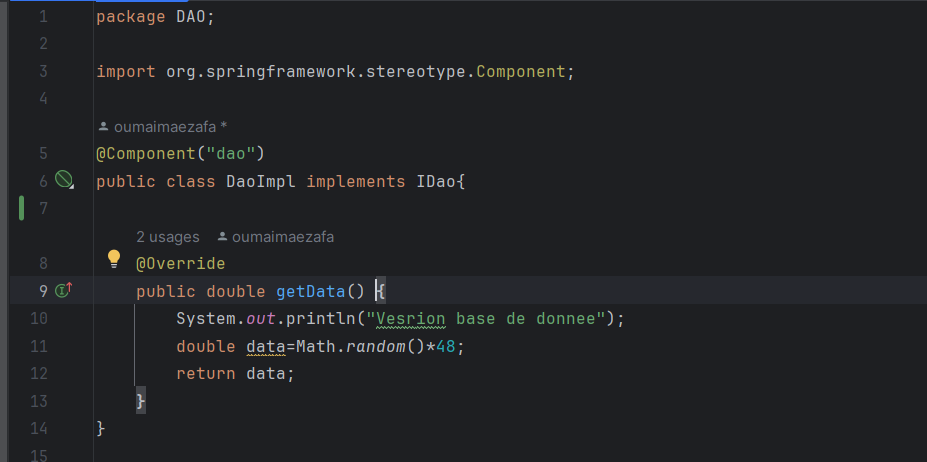 1 package DAO;
2
3 import org.springframework.stereotype.Component;
4
oumaimaezafa *
5 @Component("dao")
6 public class DaoImpl implements IDao{
7
2 usages oumaimaezafa
8 @Override
9 public double getData() {
10 System.out.println("Vesrion base de donnee");
11 double data=Math.random()*48;
12 return data;
13 }
14 }
15